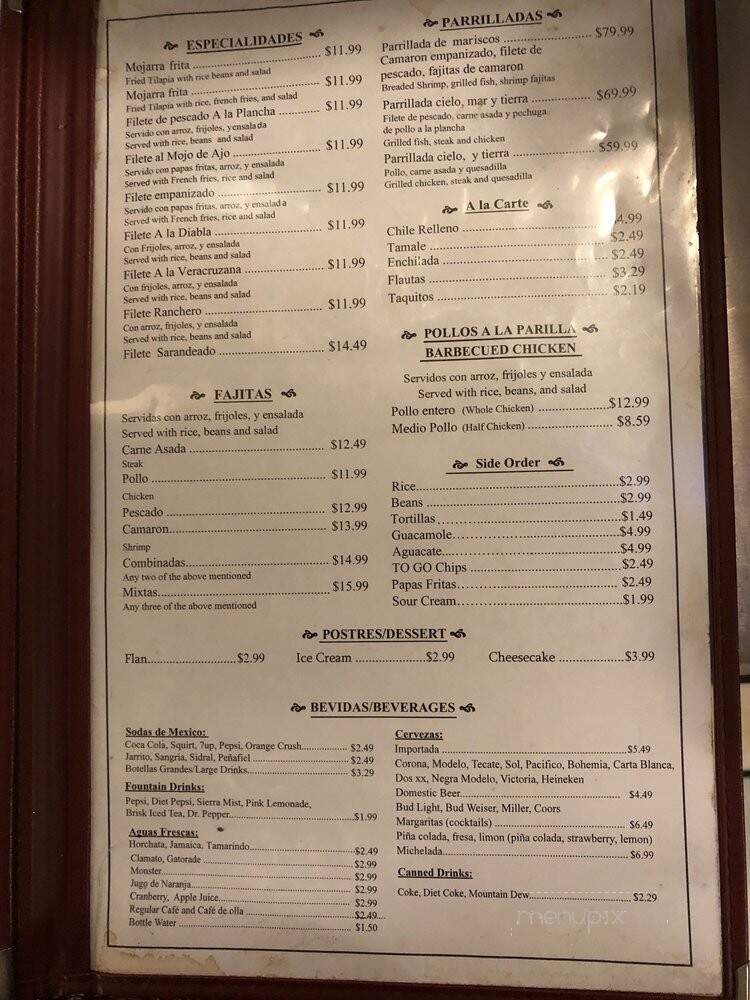 ESPECIALIDADES
Mojarra frita ........ $11.99
Fried Tilapia with rice beans and salad
Mojarra frita ........ $11.99
Fried Tilapia with rice, french fries, and salad
Filete de pescado A la Plancha ........ $11.99
Servido con arroz, frijoles, yensalada
Served with rice, beans and salad
Filete al Mojo de Ajo ........ $11.99
Servido con papas fritas, arroz, y ensalada
Served with French fries, rice and salad
Filete empanizado ........ $11.99
Servido con papas fritas, arroz, y ensalada
Served with French fries, rice and salad
Filete A la Diabla ........ $11.99
Con Frijoles, arroz, y ensalada
Served with rice, beans and salad
Filete A la Veracruzana ........ $11.99
Con frijoles, arroz, y ensalada
Served with rice, beans and salad
Filete Ranchero ........ $11.99
Con arroz, frijoles, y ensalada
Served with rice, beans and salad
Filete Sarandeado ........ $14.49
FAJITAS
Servidas con arroz, frijoles, y ensalada
Served with rice, beans and salad
Carne Asada ........ $12.49
Steak
Pollo ........ $11.99
Chicken
Pescado ........ $12.99
Camaron ........ $13.99
Shrimp
Combinadas ........ $14.99
Any two of the above mentioned
Mixtas ........ $15.99
Any three of the above mentioned
PARRILLADAS
Parrillada de mariscos ........ $79.99
Camaron empanizado, filete de
pescado, fajitas de camaron
Breaded Shrimp, grilled fish, shrimp fajitas
Parrillada cielo, mar y tierra ........ $69.99
Filete de pescado, carne asada y pechuga
de pollo a la plancha
Grilled fish, steak and chicken
Parrillada cielo, y tierra ........ $59.99
Pollo, carne asada y quesadilla
Grilled chicken, steak and quesadilla
A la Carte
Chile Relleno ........ 4.99
Tamale ........ $2.49
Enchilada ........ $2.49
Flautas ........ $3.29
Taquitos ........ $2.19
POLLOS A LA PARILLA
BARBECUED CHICKEN
Servidos con arroz, frijoles y ensalada
Served with rice, beans, and salad
Pollo entero (Whole Chicken) ........ $12.99
Medio Pollo (Half Chicken) ........ $8.59
Side Order
Rice ........ $2.99
Beans ........ $2.99
Tortillas ........ $1.49
Guacamole ........ $4.99
Aguacate ........ $4.99
TO GO Chips ........ $2.49
Papas Fritas ........ $2.49
Sour Cream ........ $1.99
POSTRES/DESSERT
Flan ........ $2.99 Ice Cream ........ $2.99 Cheesecake ........ $3.99
BEVIDAS/BEVERAGES
Sodas de Mexico:
Coca Cola, Squirt, 7up, Pepsi, Orange Crush ........ $2.49
Jarrito, Sangria, Sidral, Peñafiel ........ $2.49
Botellas Grandes/Large Drinks ........ $3.29
Fountain Drinks:
Pepsi, Diet Pepsi, Sierra Mist, Pink Lemonade,
Brisk Iced Tea, Dr. Pepper ........ $1.99
Aguas Frescas:
Horchata, Jamaica, Tamarindo ........ $2.49
Clamato, Gatorade ........ $2.99
Monster ........ $2.99
Jugo de Naranja ........ $2.99
Cranberry, Apple Juice ........ $2.99
Regular Café and Café de olla ........ $2.49
Bottle Water ........ $1.50
Cervezas:
Importada ........ $5.49
Corona, Modelo, Tecate, Sol, Pacifico, Bohemia, Carta Blanca,
Dos xx, Negra Modelo, Victoria, Heineken
Domestic Beer ........ $4.49
Bud Light, Bud Weiser, Miller, Coors
Margaritas (cocktails) ........ $6.49
Piña colada, fresa, limon (piña colada, strawberry, lemon)
Michelada ........ $6.99
Canned Drinks:
Coke, Diet Coke, Mountain Dew ........ $2.29
menupix